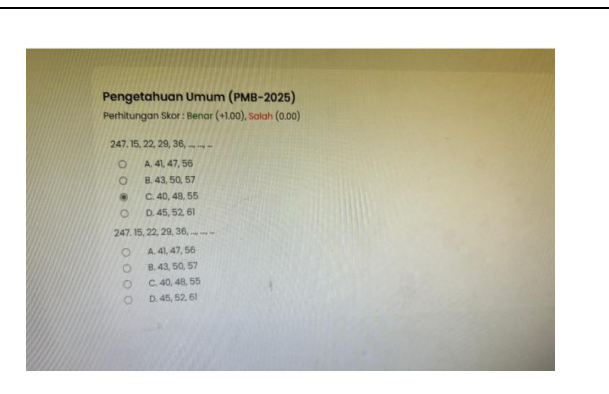 Pengetahuan Umum (PMB-2025)
Perhitungan Skor : Benar (+1.00), Salah (0.00)
247. 15, 22, 29, 36, ..., ..., ...
A. 41, 47, 56
B. 43, 50, 57
C. 40, 48, 55
D. 45, 52, 61
247. 15, 22, 29, 36, ..., ..., ...
A. 41, 47, 56
B. 43, 50, 57
C. 40, 48, 55
D. 45, 52, 61